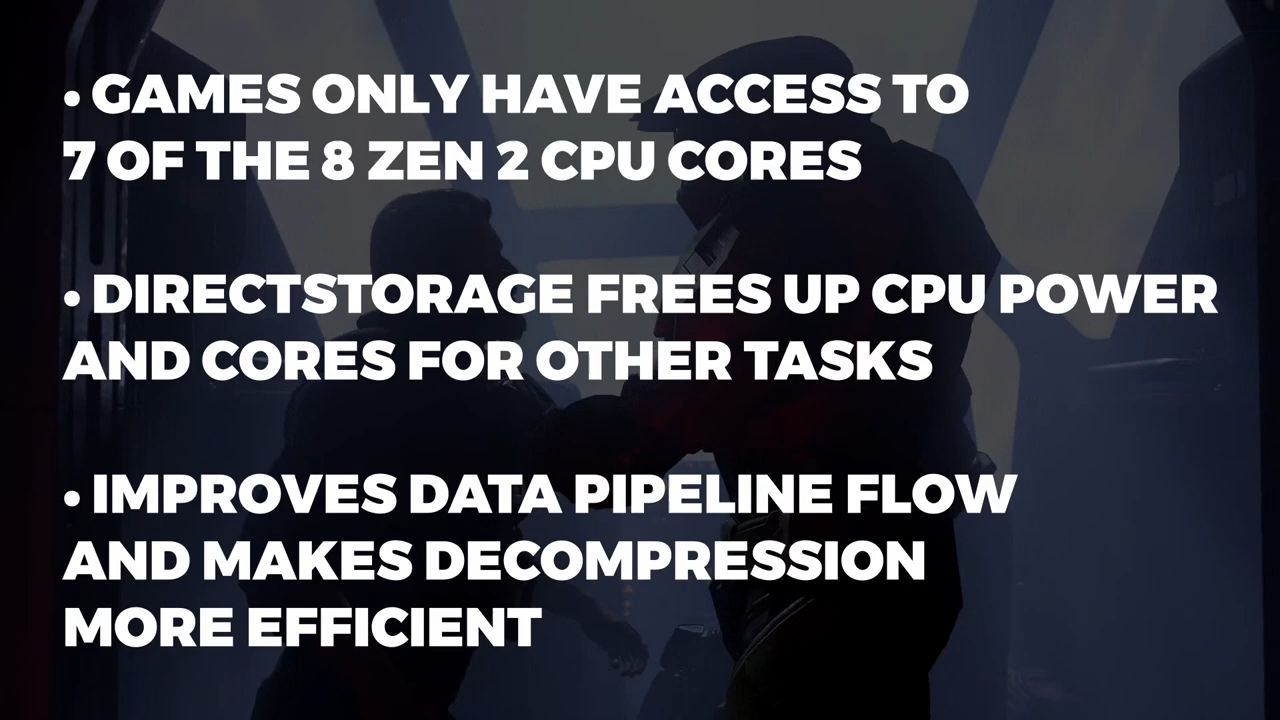 • GAMES ONLY HAVE ACCESS TO
7 OF THE 8 ZEN 2 CPU CORES
• DIRECTSTORAGE FREES UP CPU POWER
AND CORES FOR OTHER TASKS
• IMPROVES DATA PIPELINE FLOW
AND MAKES DECOMPRESSION
MORE EFFICIENT